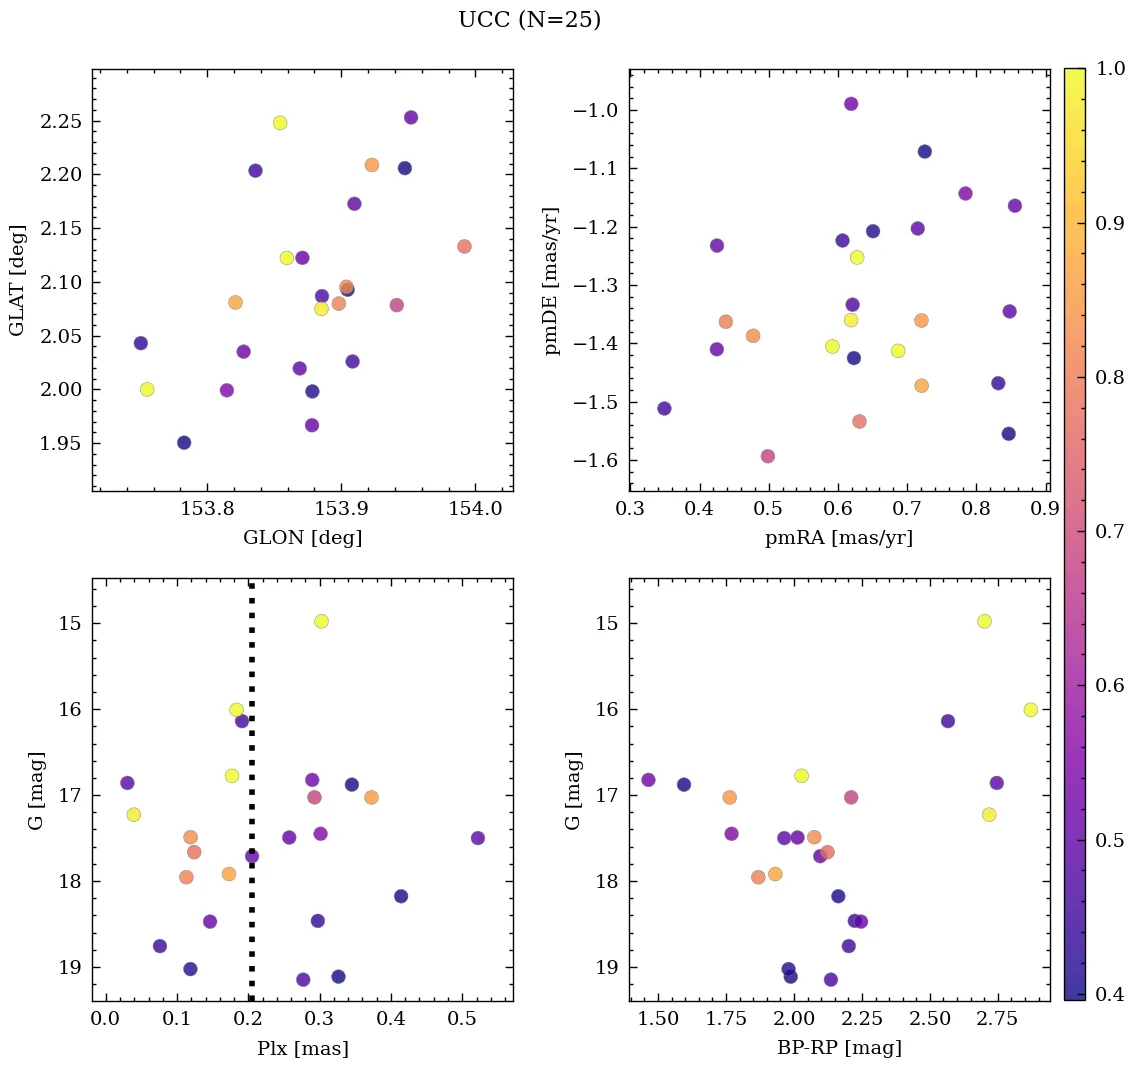 UCC (N=25)
2.25
2.20
2.15
2.10
2.05
2.00
1.95
GLAT [deg]
153.8 153.9 154.0
GLON [deg]
−1.0
−1.1
−1.2
−1.3
−1.4
−1.5
−1.6
pmDE [mas/yr]
0.3 0.4 0.5 0.6 0.7 0.8 0.9
pmRA [mas/yr]
15
16
17
18
19
G [mag]
0.0 0.1 0.2 0.3 0.4 0.5
Plx [mas]
15
16
17
18
19
G [mag]
1.50 1.75 2.00 2.25 2.50 2.75
BP-RP [mag]
1.0
0.9
0.8
0.7
0.6
0.5
0.4